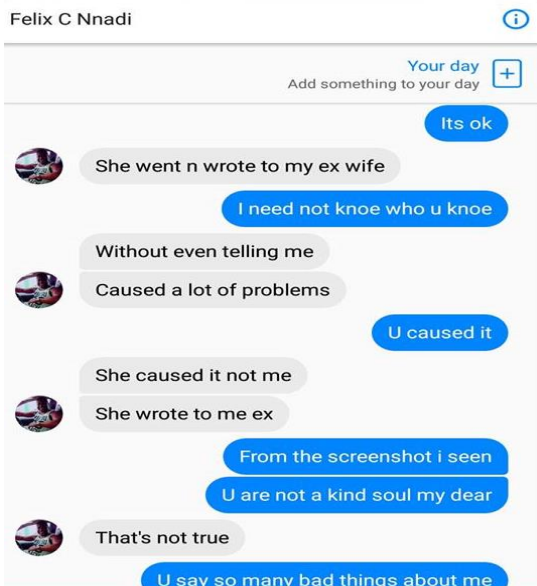 Felix C Nnadi
Your day
Add something to your day
Its ok
She went n wrote to my ex wife
I need not knoe who u knoe
Without even telling me
Caused a lot of problems
U caused it
She caused it not me
She wrote to me ex
From the screenshot i seen
U are not a kind soul my dear
That's not true
U say so many bad things about me